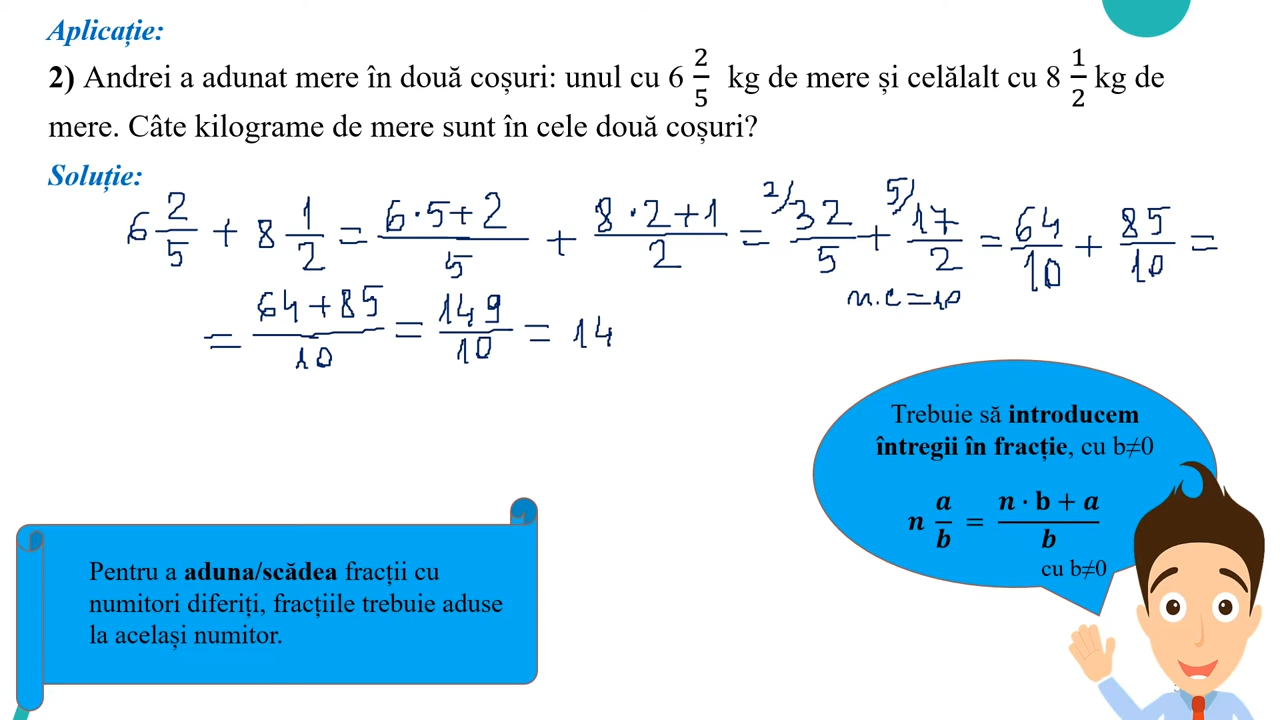 Aplicație:
2) Andrei a adunat mere în două coșuri: unul cu 6 2/5 kg de mere și celălalt cu 8 1/2 kg de
mere. Câte kilograme de mere sunt în cele două coșuri?
Soluție:
6 2/5 + 8 1/2 = (6·5+2)/5 + (8·2+1)/2 = 2/ 32/5 + 5/ 17/2 = 64/10 + 85/10 =
n.c=10
= (64+85)/10 = 149/10 = 14
Trebuie să introducem
întregii în fracție, cu b≠0
n a/b = (n · b + a)/b
cu b≠0
Pentru a aduna/scădea fracții cu
numitori diferiți, fracțiile trebuie aduse
la același numitor.